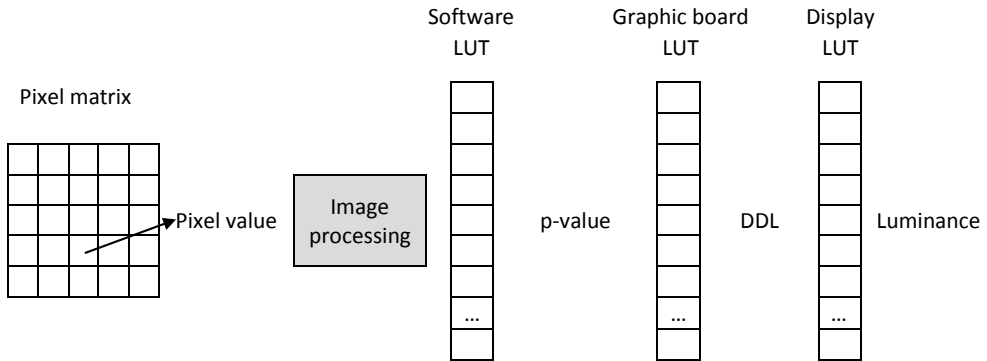 Software
LUT
Graphic board
LUT
Display
LUT
Pixel matrix
Pixel value
Image
processing
p-value
DDL
Luminance
...
...
...